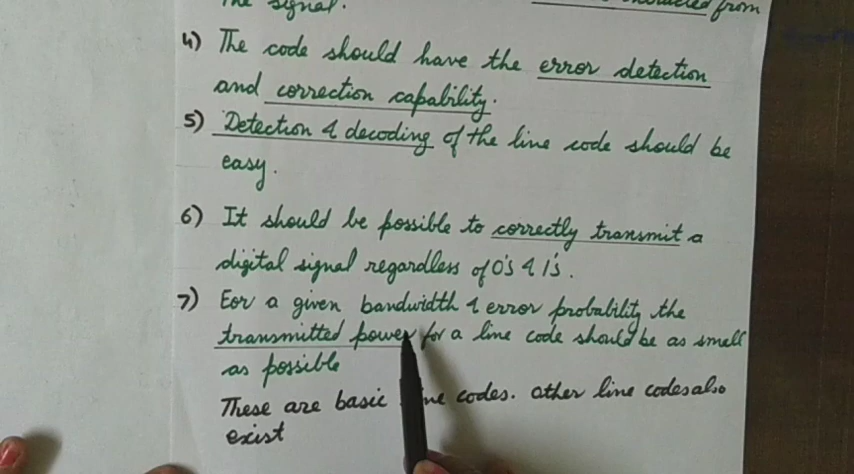 The signal. from
4) The code should have the error detection
and correction capability.
5) Detection & decoding of the line code should be
easy.
6) It should be possible to correctly transmit a
digital signal regardless of 0's & 1's.
7) For a given bandwidth & error probability the
transmitted power for a line code should be as small
as possible
These are basic codes. Other line codes also
exist